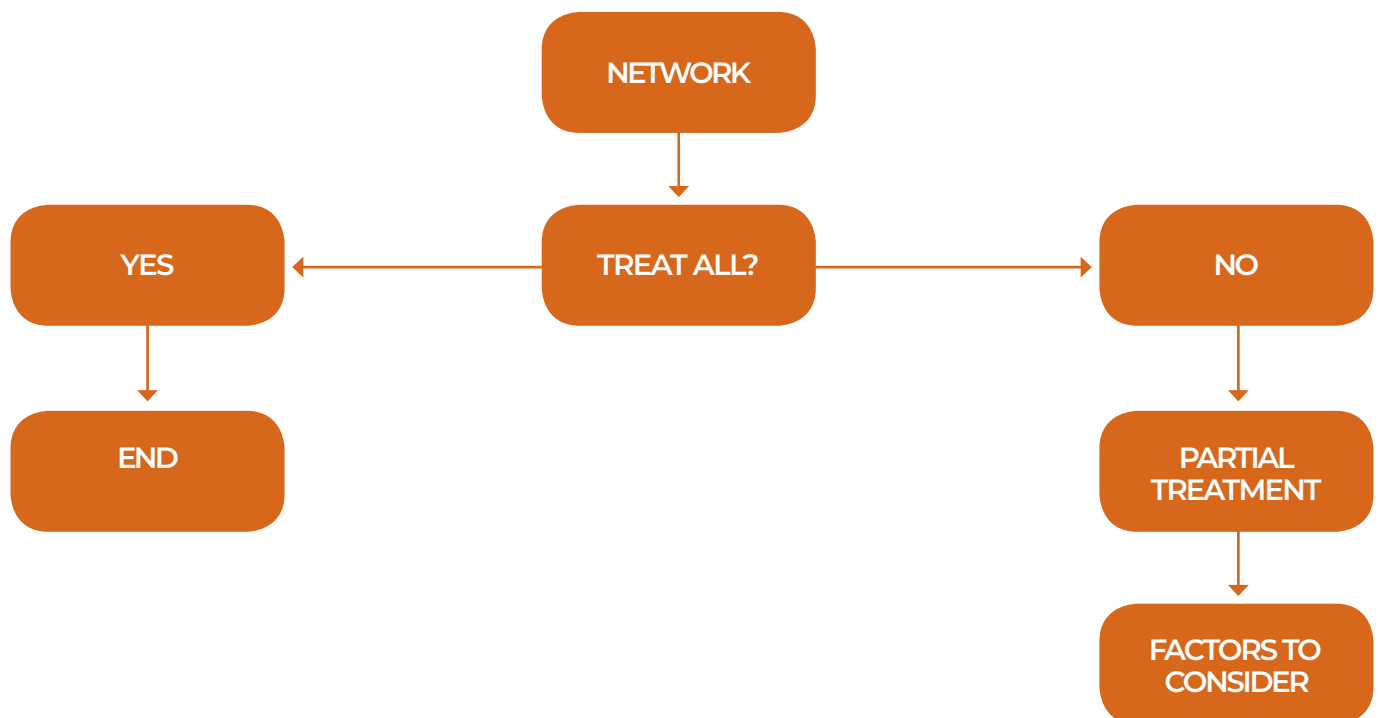 NETWORK
YES
TREAT ALL?
NO
END
PARTIAL
TREATMENT
FACTORS TO
CONSIDER